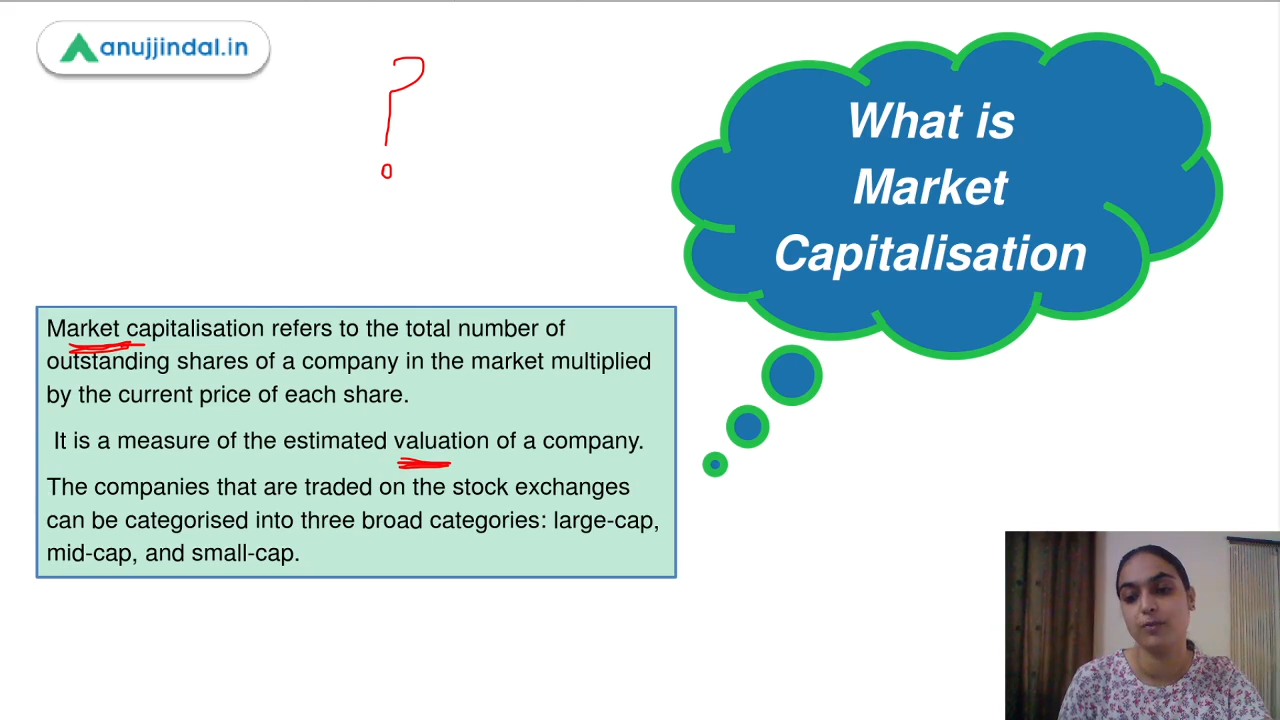 anujjindal.in
?
What is
Market
Capitalisation
Market capitalisation refers to the total number of
outstanding shares of a company in the market multiplied
by the current price of each share.
It is a measure of the estimated valuation of a company.
The companies that are traded on the stock exchanges
can be categorised into three broad categories: large-cap,
mid-cap, and small-cap.